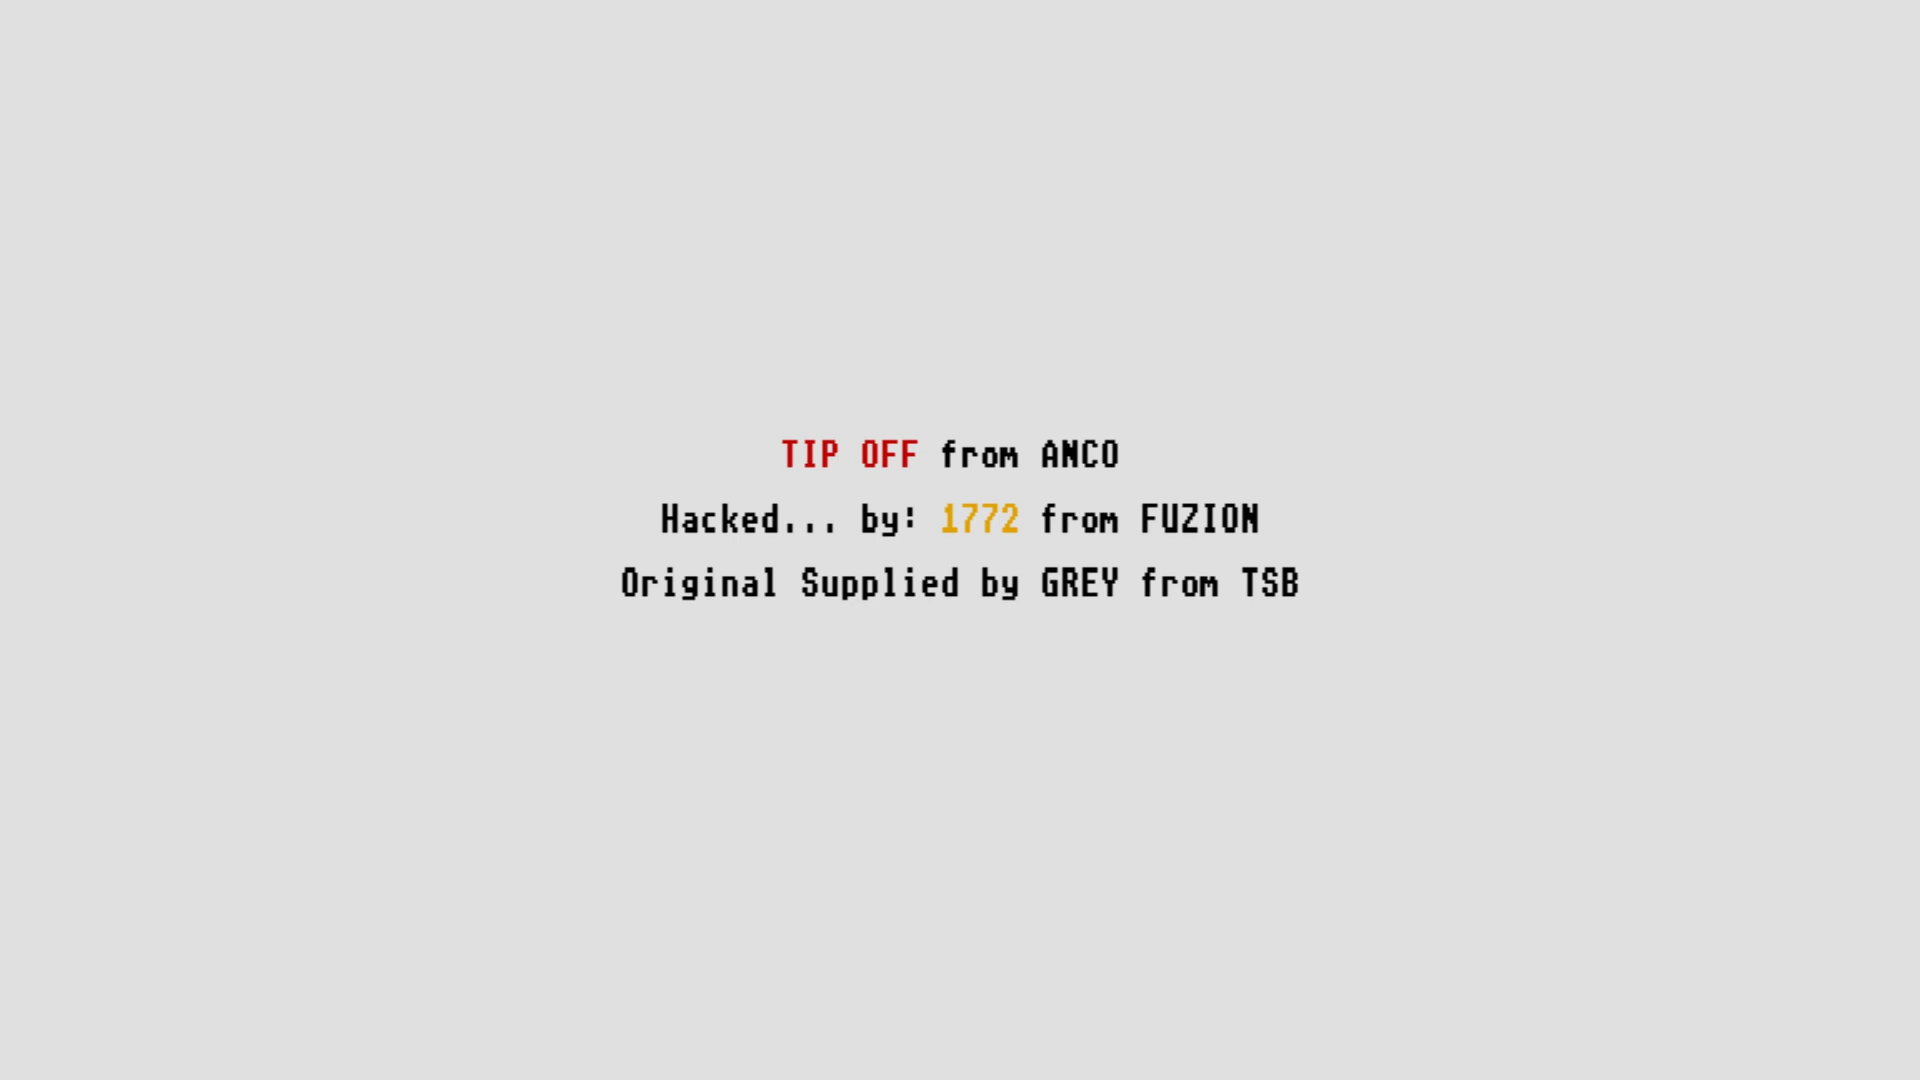 TIP OFF from ANCO
Hacked... by: 1772 from FUZION
Original Supplied by GREY from TSB